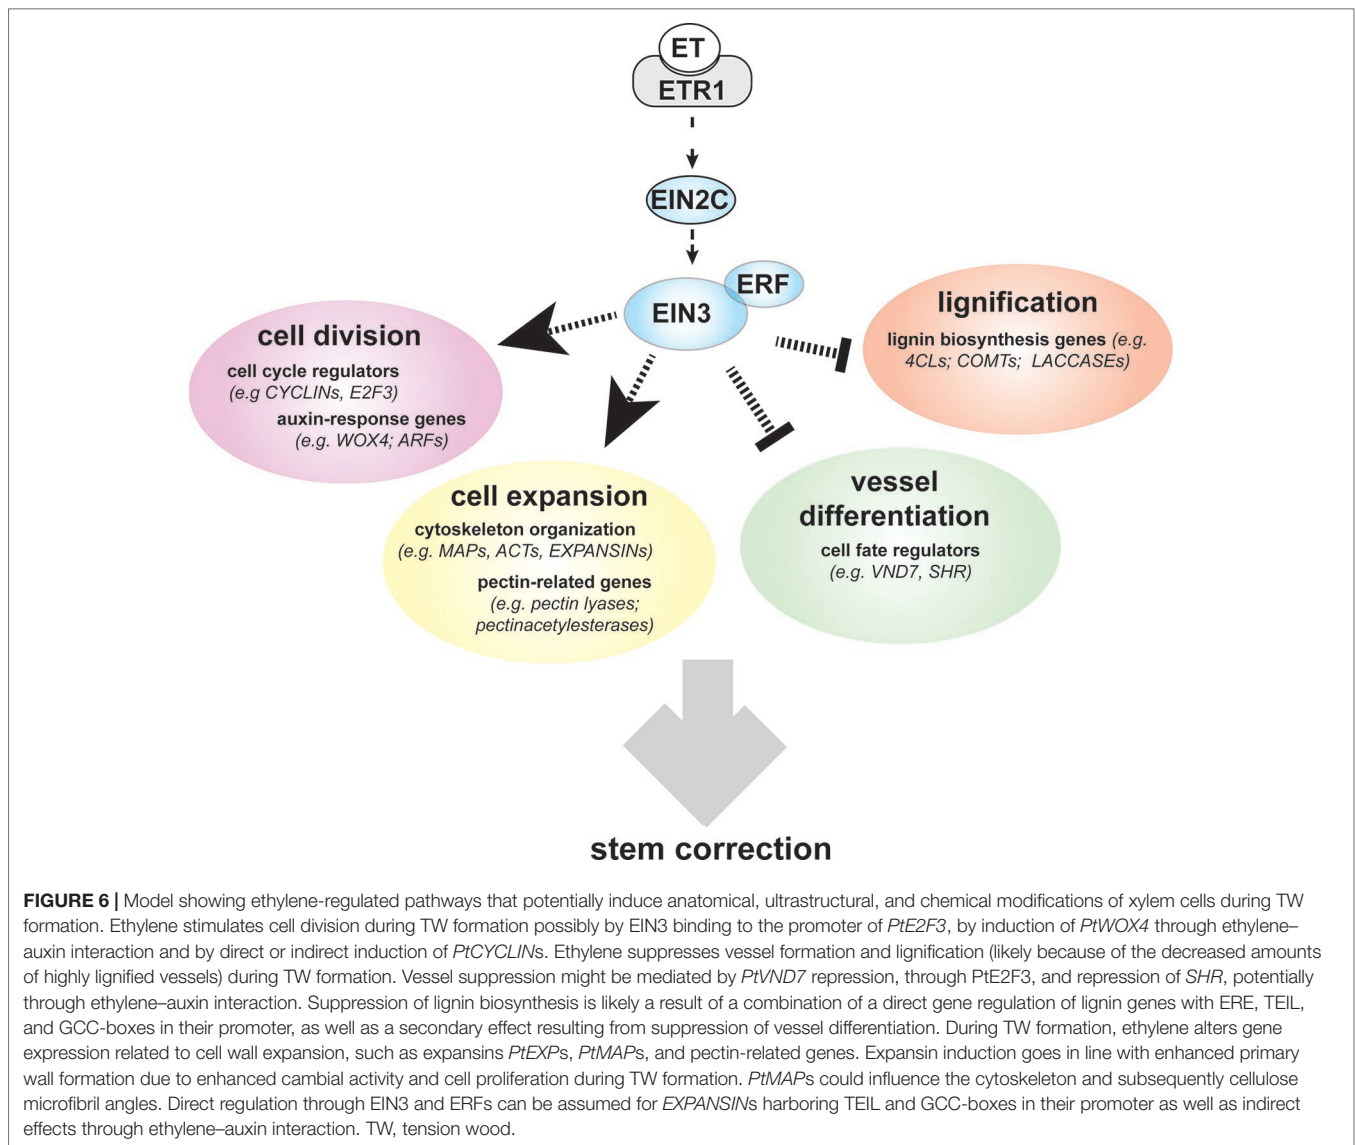 ET
ETR1
EIN2C
ERF
EIN3
lignification
lignin biosynthesis genes (e.g.
4CLs; COMTs; LACCASEs)
cell division
cell cycle regulators
(e.g CYCLINs, E2F3)
auxin-response genes
(e.g. WOX4; ARFs)
cell expansion
cytoskeleton organization
(e.g. MAPs, ACTs, EXPANSINs)
pectin-related genes
(e.g. pectin lyases;
pectinacetylesterases)
vessel
differentiation
cell fate regulators
(e.g. VND7, SHR)
stem correction
FIGURE 6 | Model showing ethylene-regulated pathways that potentially induce anatomical, ultrastructural, and chemical modifications of xylem cells during TW
formation. Ethylene stimulates cell division during TW formation possibly by EIN3 binding to the promoter of PtE2F3, by induction of PtWOX4 through ethylene–
auxin interaction and by direct or indirect induction of PtCYCLINs. Ethylene suppresses vessel formation and lignification (likely because of the decreased amounts
of highly lignified vessels) during TW formation. Vessel suppression might be mediated by PtVND7 repression, through PtE2F3, and repression of SHR, potentially
through ethylene–auxin interaction. Suppression of lignin biosynthesis is likely a result of a combination of a direct gene regulation of lignin genes with ERE, TEIL,
and GCC-boxes in their promoter, as well as a secondary effect resulting from suppression of vessel differentiation. During TW formation, ethylene alters gene
expression related to cell wall expansion, such as expansins PtEXPs, PtMAPs, and pectin-related genes. Expansin induction goes in line with enhanced primary
wall formation due to enhanced cambial activity and cell proliferation during TW formation. PtMAPs could influence the cytoskeleton and subsequently cellulose
microfibril angles. Direct regulation through EIN3 and ERFs can be assumed for EXPANSINs harboring TEIL and GCC-boxes in their promoter as well as indirect
effects through ethylene–auxin interaction. TW, tension wood.